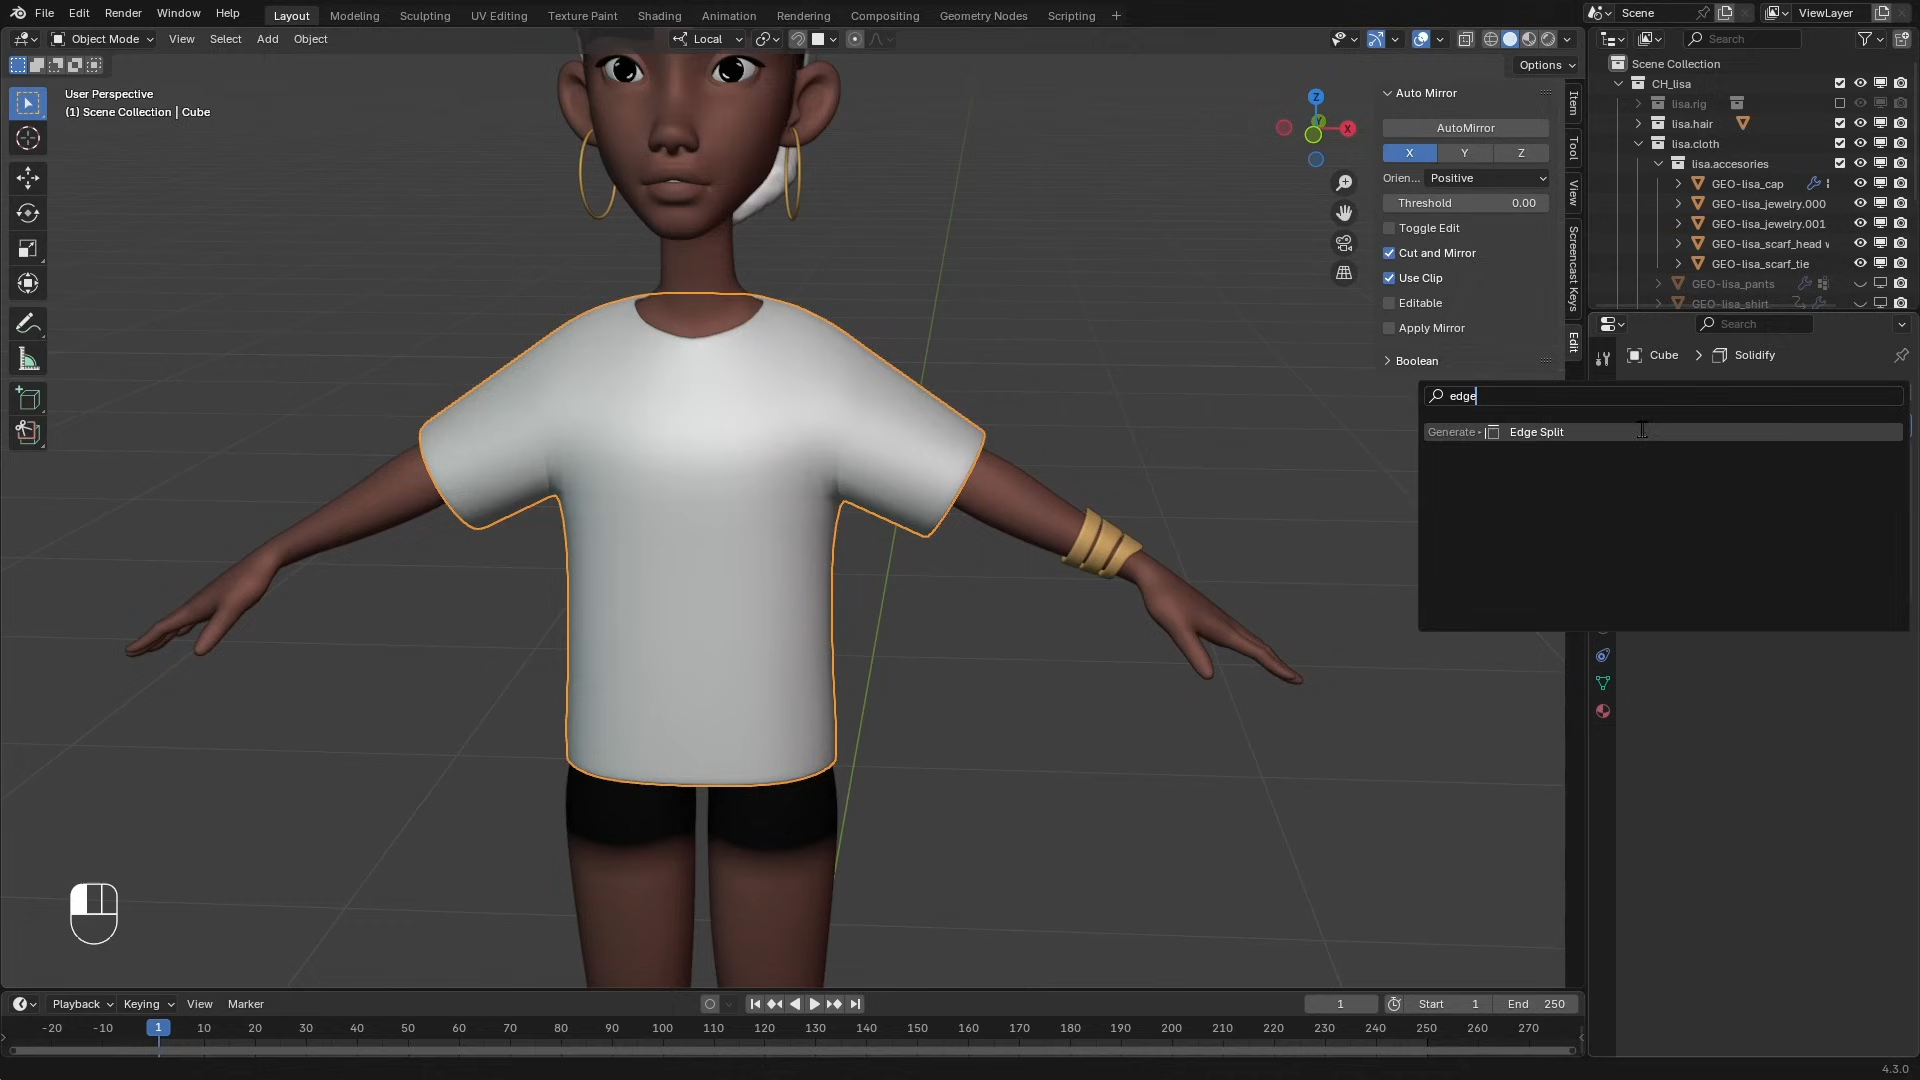 File Edit Render Window Help Layout Modeling Sculpting UV Editing Texture Paint Shading Animation Rendering Compositing Geometry Nodes Scripting + Scene ViewLayer
Object Mode View Select Add Object Local Search
Options
User Perspective
(1) Scene Collection | Cube
Auto Mirror
AutoMirror
X Y Z
Orien... Positive
Threshold 0.00
Toggle Edit
Cut and Mirror
Use Clip
Editable
Apply Mirror
Boolean
Item
Tool
View
Screencast Keys
Edit
Z
Y
X
Scene Collection
CH_lisa
lisa.rig
lisa.hair
lisa.cloth
lisa.accesories
GEO-lisa_cap
GEO-lisa_jewelry.000
GEO-lisa_jewelry.001
GEO-lisa_scarf_head
GEO-lisa_scarf_tie
GEO-lisa_pants
GEO-lisa_shirt
Search
Cube > Solidify
edge
Generate Edge Split
Playback Keying View Marker 1 Start 1 End 250
-20 -10 1 10 20 30 40 50 60 70 80 90 100 110 120 130 140 150 160 170 180 190 200 210 220 230 240 250 260 270
4.3.0